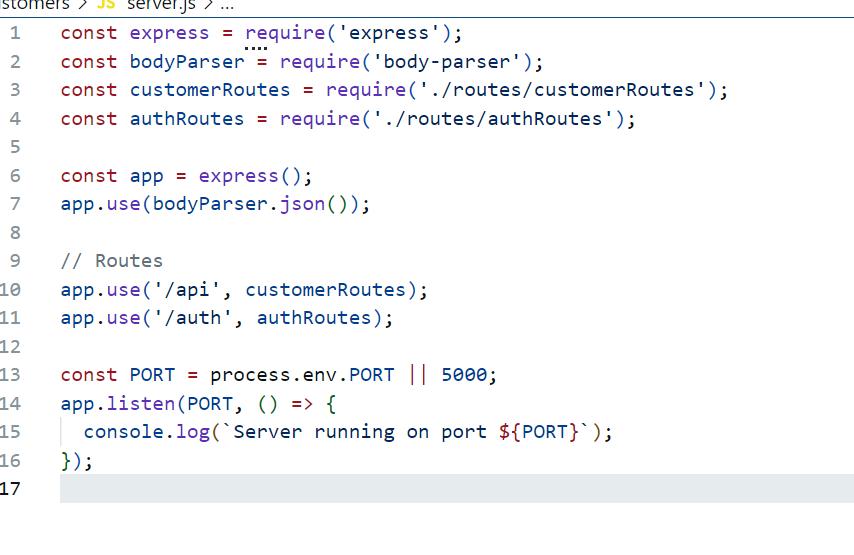 stomers > JS server.js > ...
1 const express = require('express');
2 const bodyParser = require('body-parser');
3 const customerRoutes = require('./routes/customerRoutes');
4 const authRoutes = require('./routes/authRoutes');
5
6 const app = express();
7 app.use(bodyParser.json());
8
9 // Routes
10 app.use('/api', customerRoutes);
11 app.use('/auth', authRoutes);
12
13 const PORT = process.env.PORT || 5000;
14 app.listen(PORT, () => {
15   console.log(`Server running on port ${PORT}`);
16 });
17